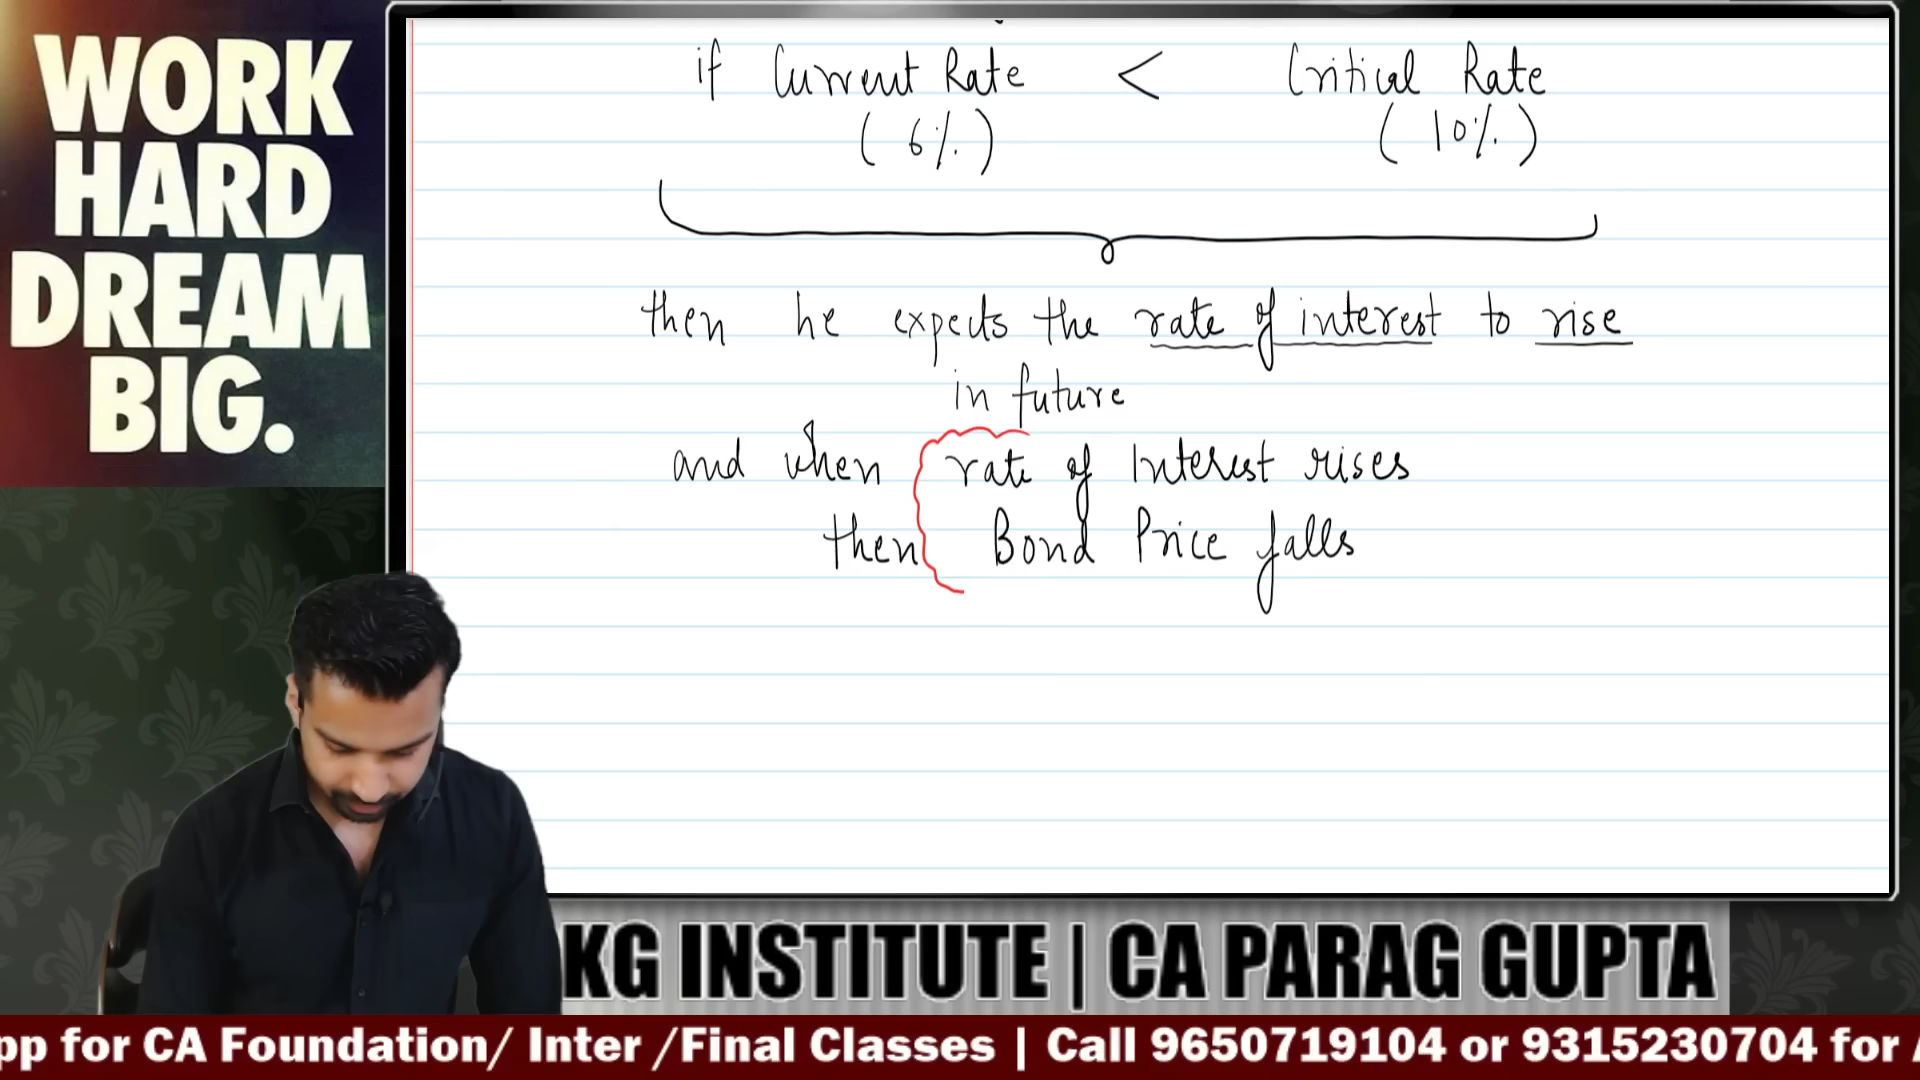 WORK
HARD
DREAM
BIG.
if Current Rate < Critical Rate
(6%.) (10%.)
then he expects the rate of interest to rise
in future
and when rate of Interest rises
then Bond Price falls
KG INSTITUTE | CA PARAG GUPTA
pp for CA Foundation/ Inter /Final Classes | Call 9650719104 or 9315230704 for A